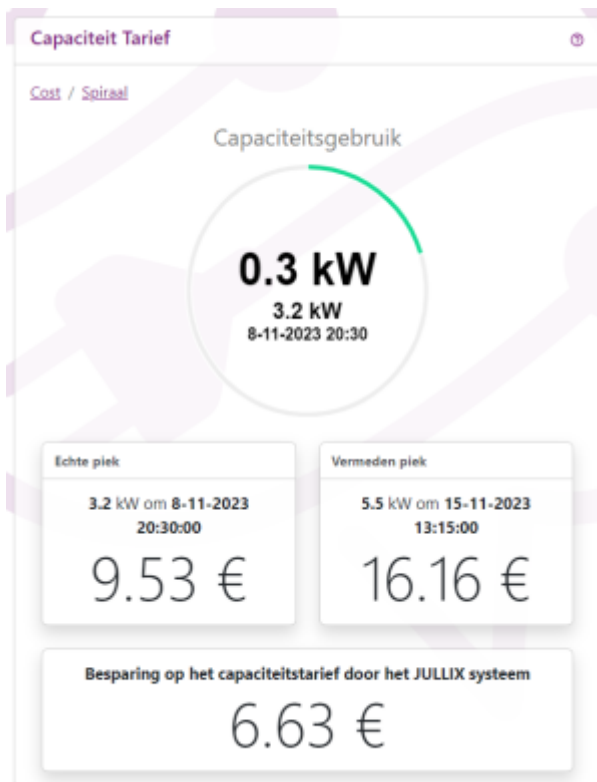 Capaciteit Tarief
Cost / Spiraal
Capaciteitsgebruik
0.3 kW
3.2 kW
8-11-2023 20:30
Echte piek
3.2 kW om 8-11-2023
20:30:00
9.53 €
Vermeden piek
5.5 kW om 15-11-2023
13:15:00
16.16 €
Besparing op het capaciteitstarief door het JULLIX systeem
6.63 €